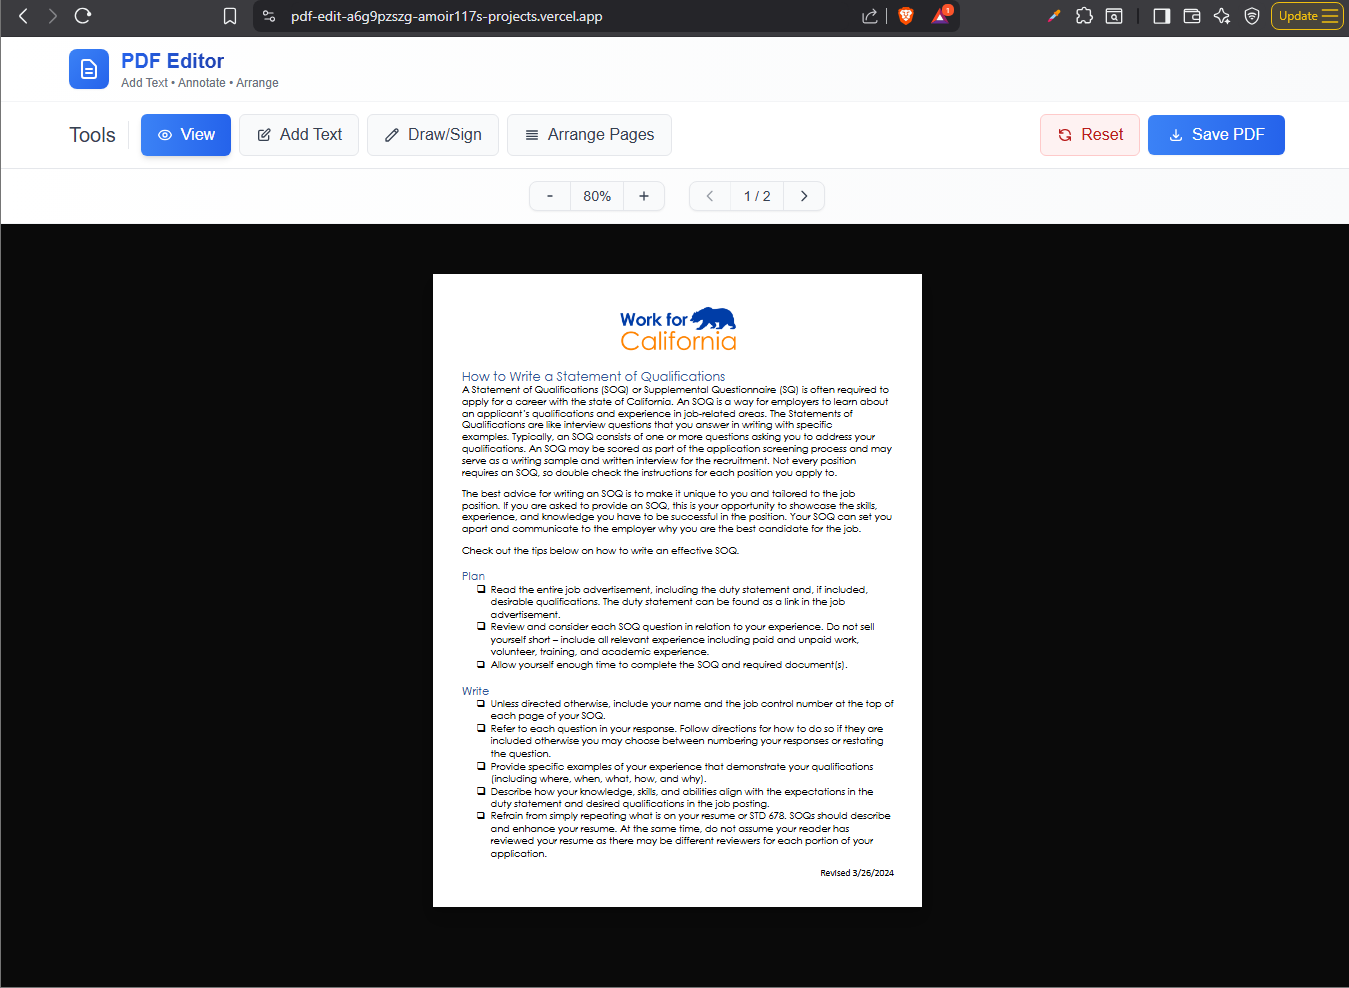 pdf-edit-a6g9pzszg-amoir117s-projects.vercel.app
1
Update
PDF Editor
Add Text • Annotate • Arrange
Tools
View
Add Text
Draw/Sign
Arrange Pages
Reset
Save PDF
-
80%
+
1 / 2
Work for
California
How to Write a Statement of Qualifications
A Statement of Qualifications (SOQ) or Supplemental Questionnaire (SQ) is often required to
apply for a career with the state of California. An SOQ is a way for employers to learn about
an applicant's qualifications and experience in job-related areas. The Statements of
Qualifications are like interview questions that you answer in writing with specific
examples. Typically, an SOQ consists of one or more questions asking you to address your
qualifications. An SOQ may be scored as part of the application screening process and may
serve as a writing sample and written interview for the recruitment. Not every position
requires an SOQ, so double check the instructions for each position you apply to.
The best advice for writing an SOQ is to make it unique to you and tailored to the job
position. If you are asked to provide an SOQ, this is your opportunity to showcase the skills,
experience, and knowledge you have to be successful in the position. Your SOQ can set you
apart and communicate to the employer why you are the best candidate for the job.
Check out the tips below on how to write an effective SOQ.
Plan
❑ Read the entire job advertisement, including the duty statement and, if included,
desirable qualifications. The duty statement can be found as a link in the job
advertisement.
❑ Review and consider each SOQ question in relation to your experience. Do not sell
yourself short – include all relevant experience including paid and unpaid work,
volunteer, training, and academic experience.
❑ Allow yourself enough time to complete the SOQ and required document(s).
Write
❑ Unless directed otherwise, include your name and the job control number at the top of
each page of your SOQ.
❑ Refer to each question in your response. Follow directions for how to do so if they are
included otherwise you may choose between numbering your responses or restating
the question.
❑ Provide specific examples of your experience that demonstrate your qualifications
(including where, when, what, how, and why).
❑ Describe how your knowledge, skills, and abilities align with the expectations in the
duty statement and desired qualifications in the job posting.
❑ Refrain from simply repeating what is on your resume or STD 678. SOQs should describe
and enhance your resume. At the same time, do not assume your reader has
reviewed your resume as there may be different reviewers for each portion of your
application.
Revised 3/26/2024